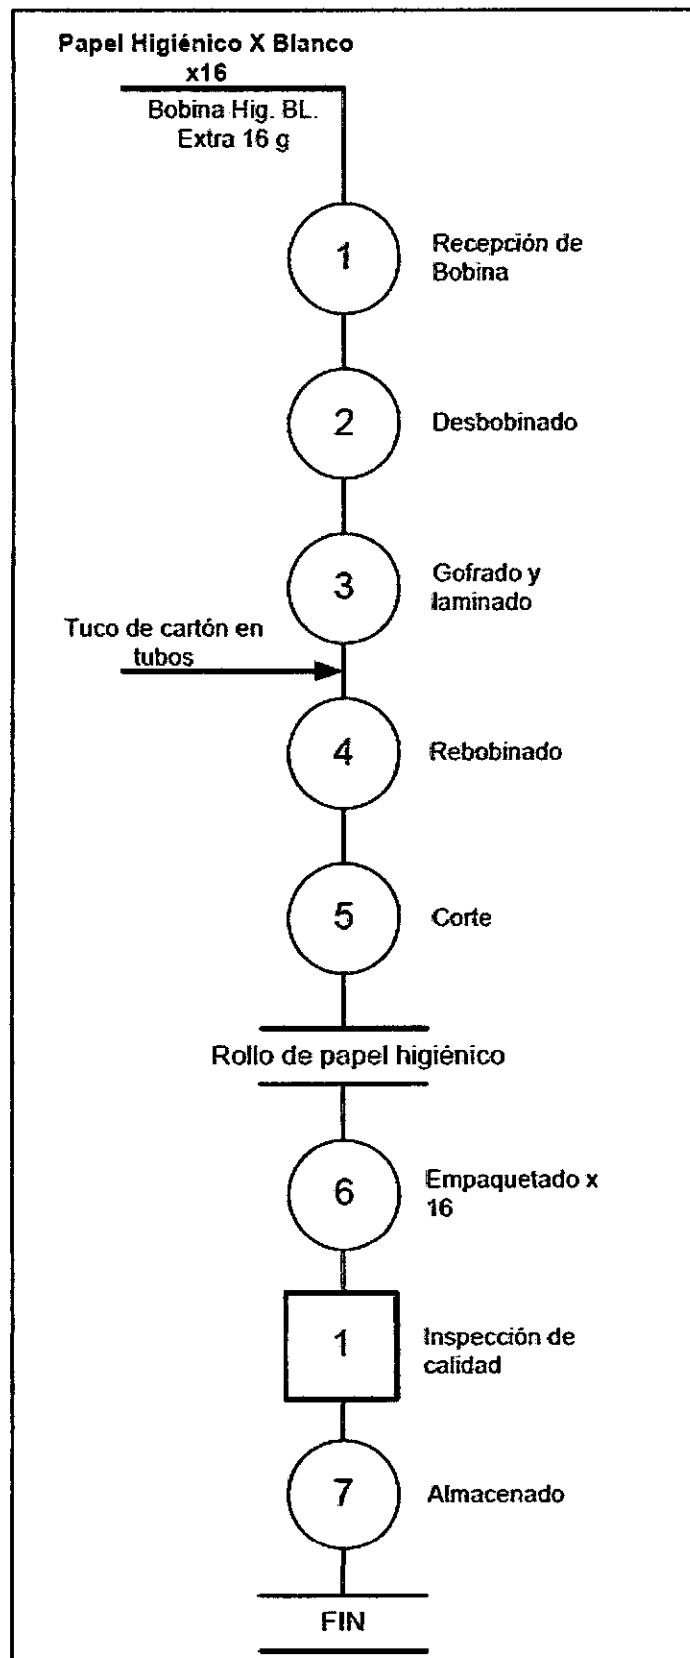 Papel Higiénico X Blanco
x16
Bobina Hig. BL.
Extra 16 g
1
Recepción de
Bobina
2
Desbobinado
3
Gofrado y
laminado
Tuco de cartón en
tubos
4
Rebobinado
5
Corte
Rollo de papel higiénico
6
Empaquetado x
16
1
Inspección de
calidad
7
Almacenado
FIN